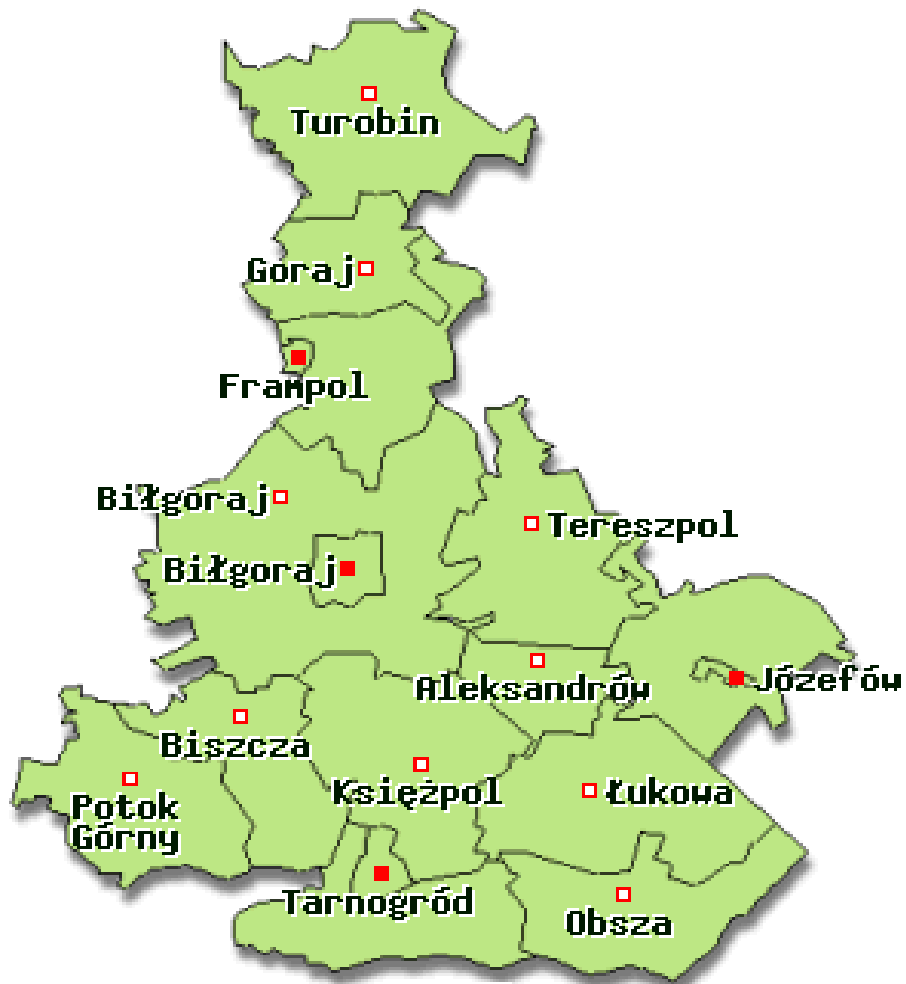 Turobin
Goraj
Frampol
Biłgoraj
Tereszpol
Biłgoraj
Aleksandrów
Józefów
Biszcza
Księżpol
Łukowa
Potok
Górny
Tarnogród
Obsza